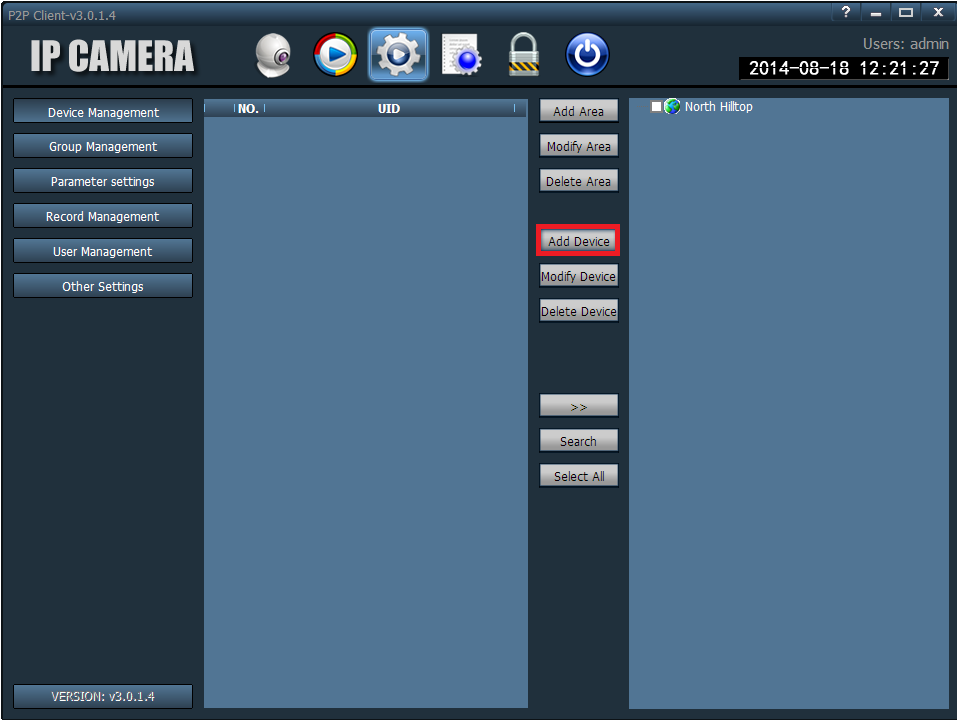 P2P Client-v3.0.1.4
?
IP CAMERA
Users: admin
2014-08-18 12:21:27
Device Management
Group Management
Parameter settings
Record Management
User Management
Other Settings
VERSION: v3.0.1.4
NO. UID
Add Area
Modify Area
Delete Area
Add Device
Modify Device
Delete Device
>>
Search
Select All
North Hilltop